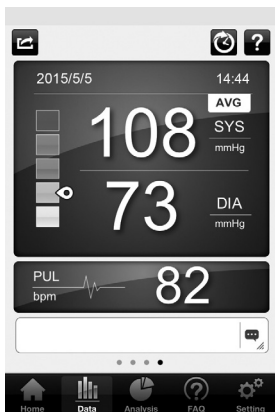 ?
2015/5/5 14:44
AVG
108 SYS
mmHg
73 DIA
mmHg
PUL
bpm 82
Home Data Analysis FAQ Setting